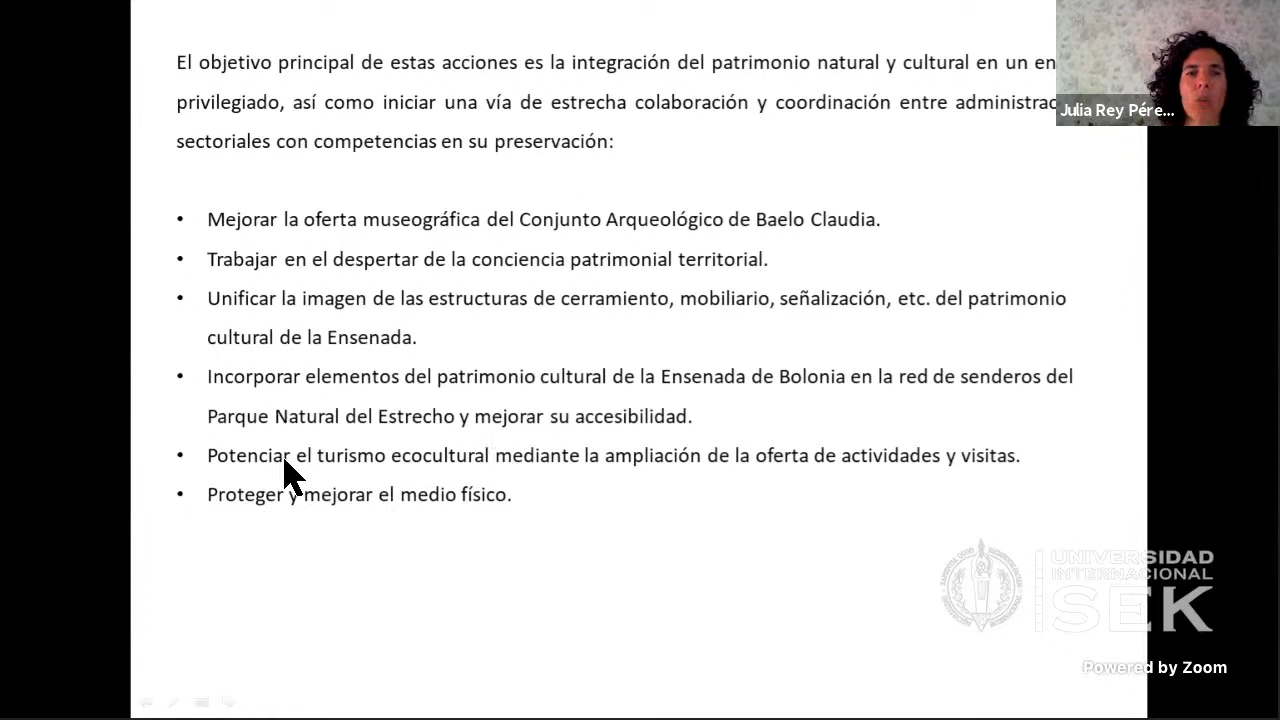 El objetivo principal de estas acciones es la integración del patrimonio natural y cultural en un
privilegiado, así como iniciar una vía de estrecha colaboración y coordinación entre
sectoriales con competencias en su preservación:
• Mejorar la oferta museográfica del Conjunto Arqueológico de Baelo Claudia.
• Trabajar en el despertar de la conciencia patrimonial territorial.
• Unificar la imagen de las estructuras de cerramiento, mobiliario, señalización, etc. del patrimonio
cultural de la Ensenada.
• Incorporar elementos del patrimonio cultural de la Ensenada de Bolonia en la red de senderos del
Parque Natural del Estrecho y mejorar su accesibilidad.
• Potenciar el turismo ecocultural mediante la ampliación de la oferta de actividades y visitas.
• Proteger y mejorar el medio físico.
Julia Rey Pére...
UNIVERSIDAD
INTERNACIONAL
SEK
Powered by Zoom